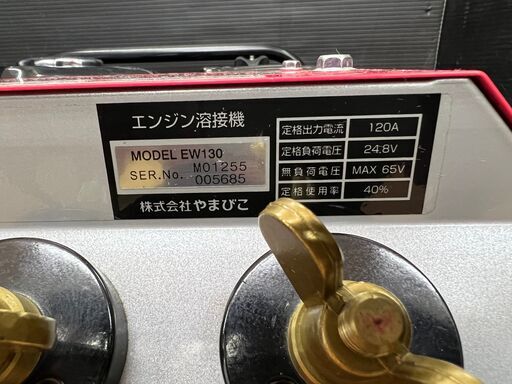 エンジン溶接機
MODEL EW130
SER.No. M01255
005685
株式会社やまびこ
定格出力電流 120A
定格負荷電圧 24.8V
無負荷電圧 MAX 65V
定格使用率 40%